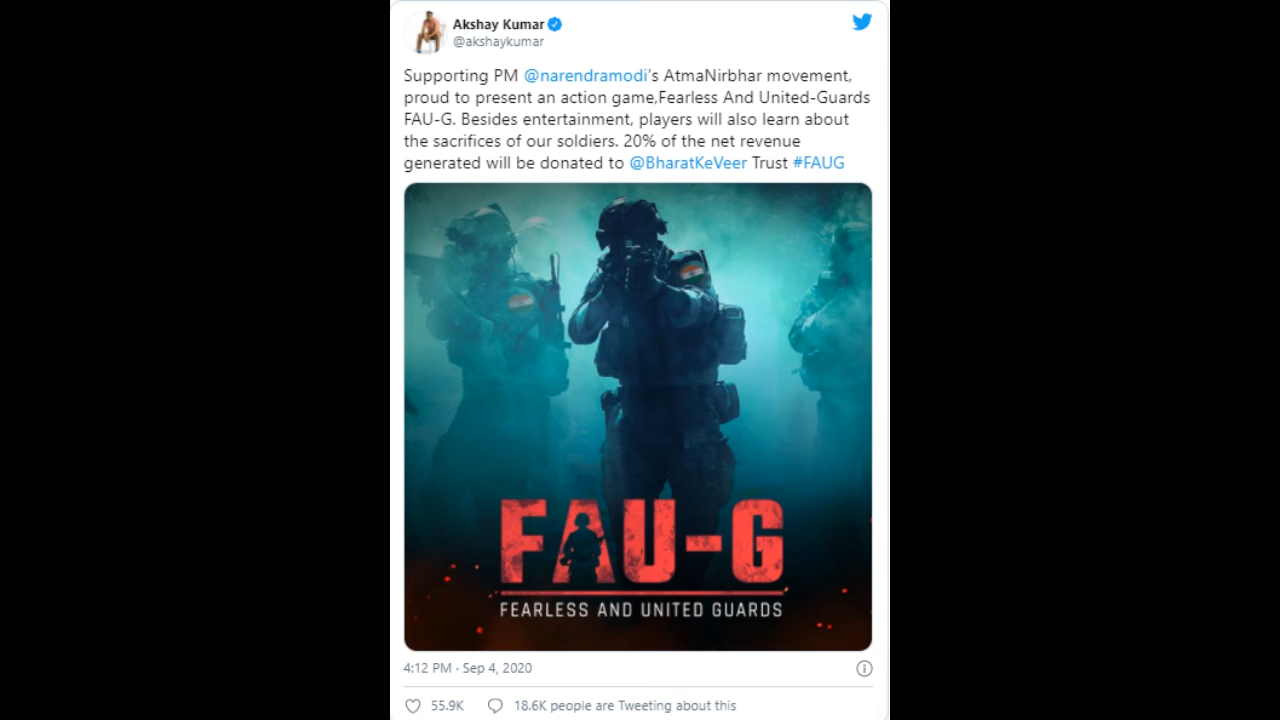 Akshay Kumar
@akshaykumar
Supporting PM @narendramodi's AtmaNirbhar movement,
proud to present an action game,Fearless And United-Guards
FAU-G. Besides entertainment, players will also learn about
the sacrifices of our soldiers. 20% of the net revenue
generated will be donated to @BharatKeVeer Trust #FAUG
FAU-G
FEARLESS AND UNITED GUARDS
4:12 PM · Sep 4, 2020
55.9K 18.6K people are Tweeting about this